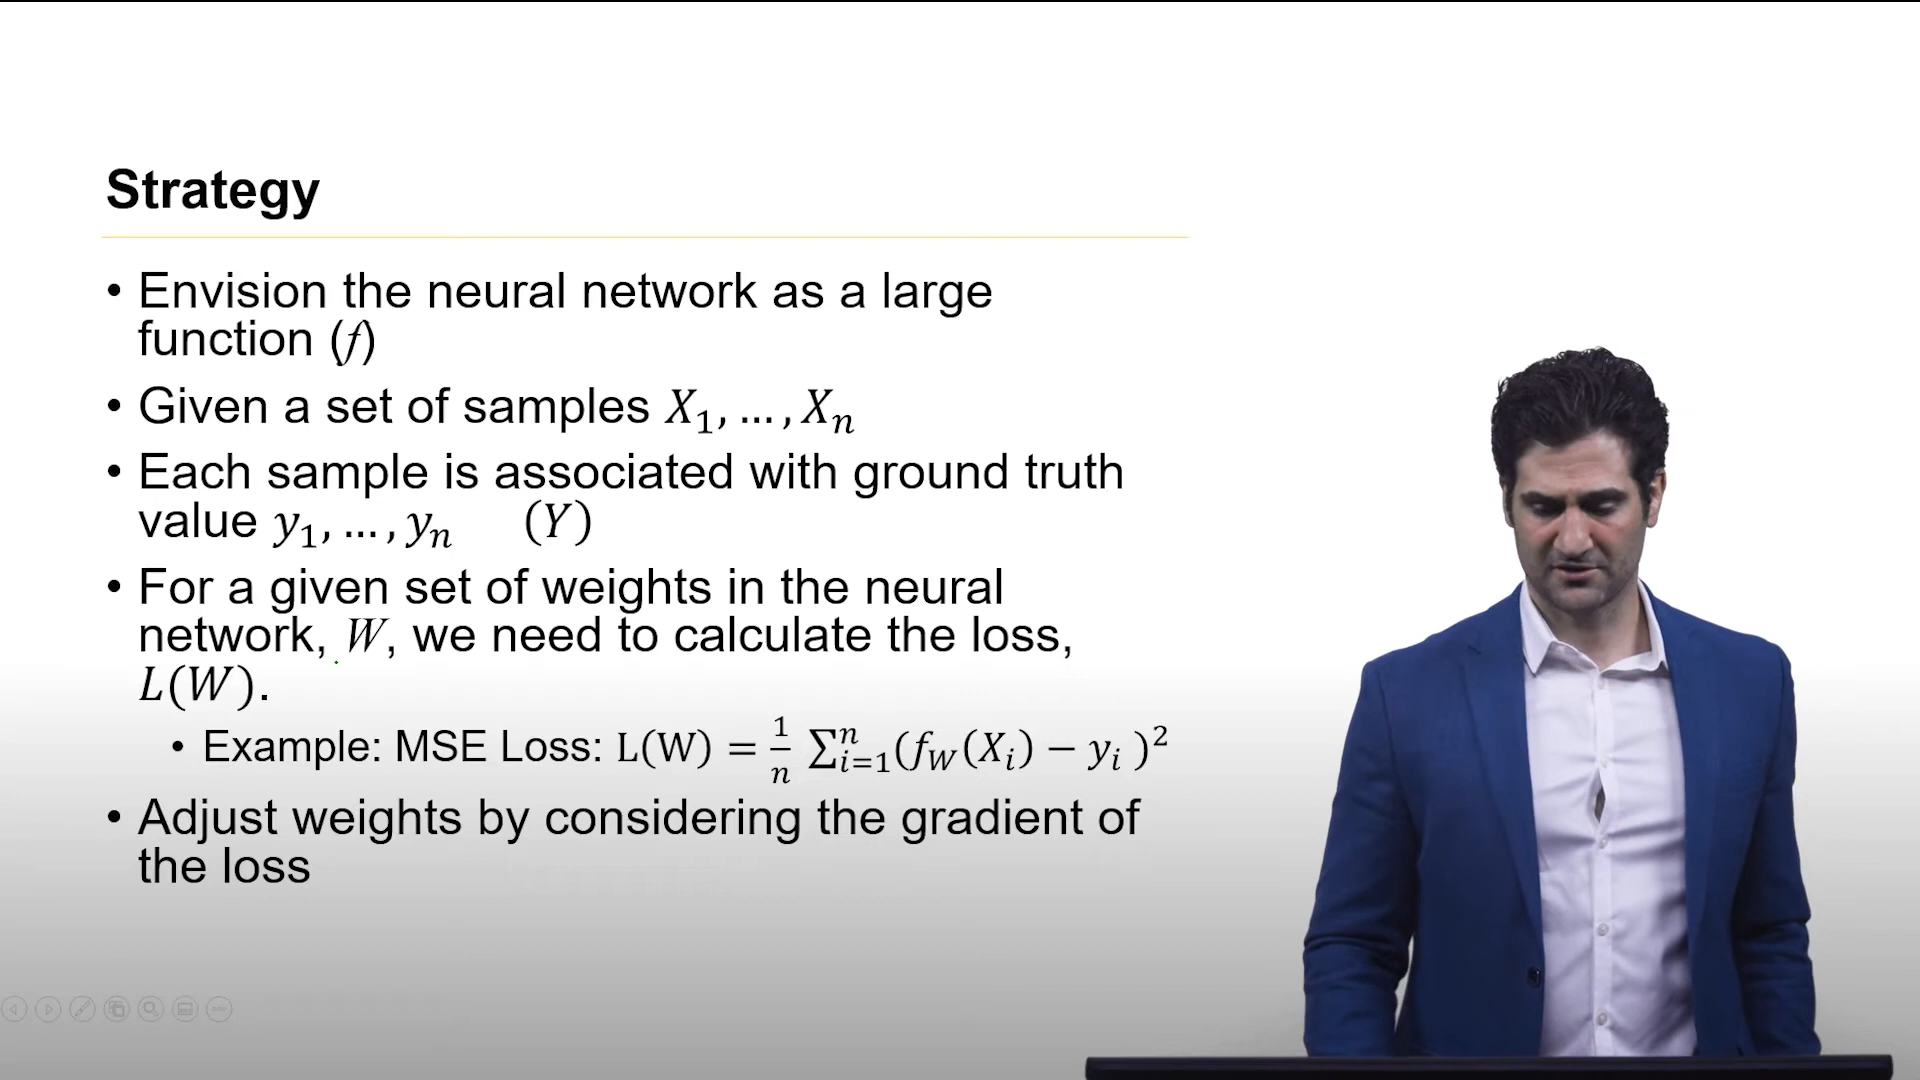 Strategy
• Envision the neural network as a large
function (f)
• Given a set of samples X₁, … , Xₙ
• Each sample is associated with ground truth
value y₁, … , yₙ (Y)
• For a given set of weights in the neural
network, W, we need to calculate the loss,
L(W).
• Example: MSE Loss: L(W) = 1/n ∑ⁿᵢ₌₁(f_W(Xᵢ) − yᵢ )²
• Adjust weights by considering the gradient of
the loss